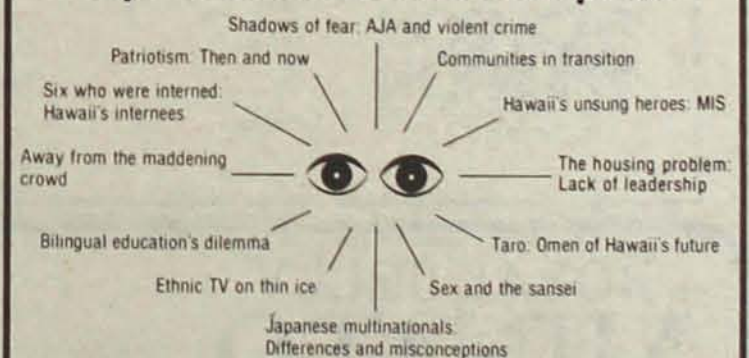 Shadows of fear: AJA and violent crime
Patriotism: Then and now
Communities in transition
Six who were interned:
Hawaii's internees
Hawaii's unsung heroes: MIS
Away from the maddening
crowd
The housing problem:
Lack of leadership
Bilingual education's dilemma
Taro: Omen of Hawaii's future
Ethnic TV on thin ice
Sex and the sansei
Japanese multinationals:
Differences and misconceptions